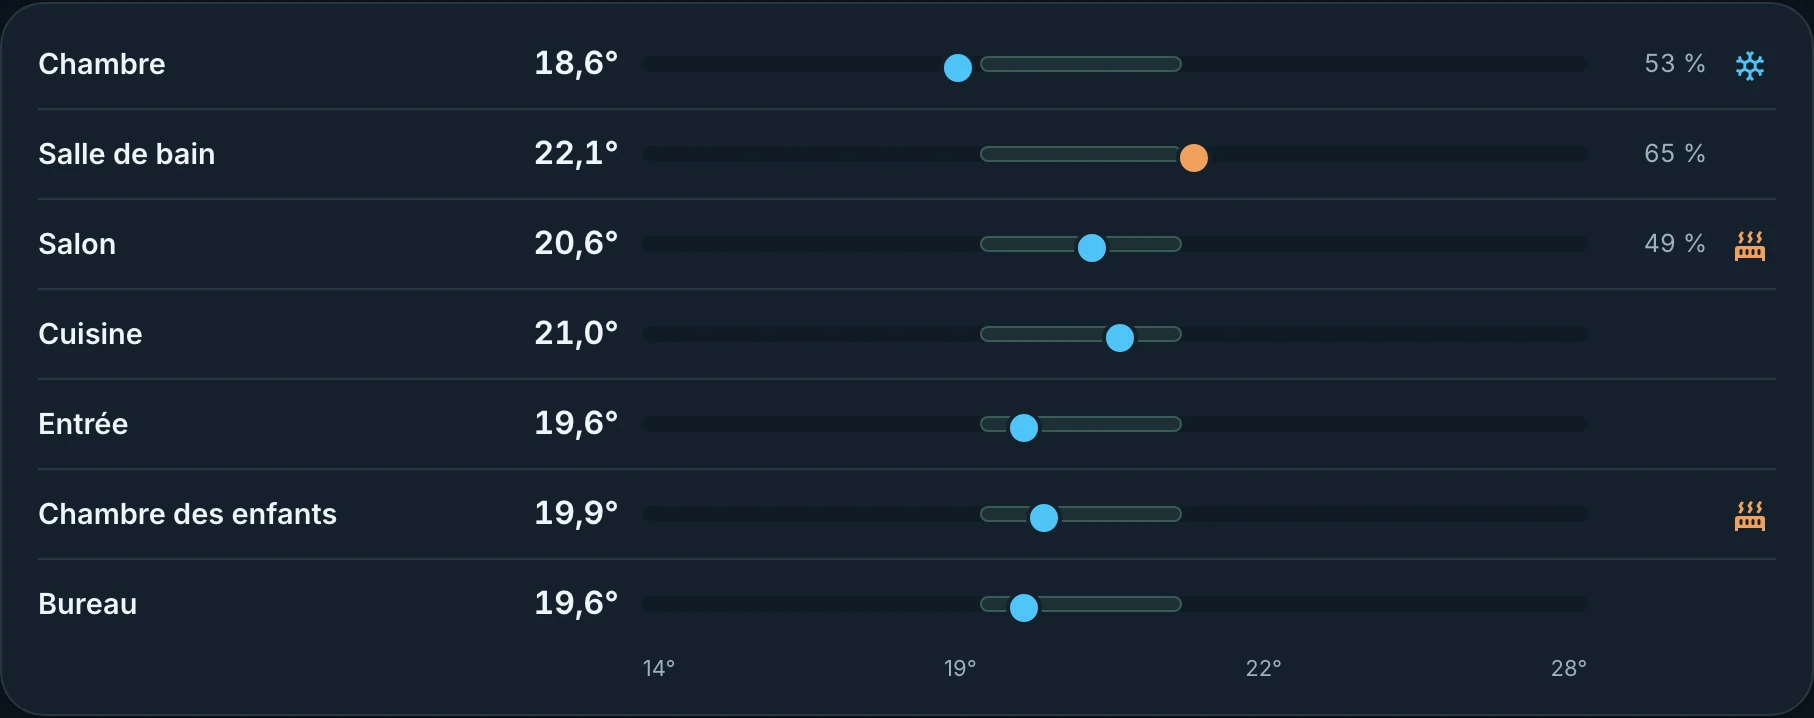 Chambre 18,6° 53 %
Salle de bain 22,1° 65 %
Salon 20,6° 49 %
Cuisine 21,0°
Entrée 19,6°
Chambre des enfants 19,9°
Bureau 19,6°
14° 19° 22° 28°